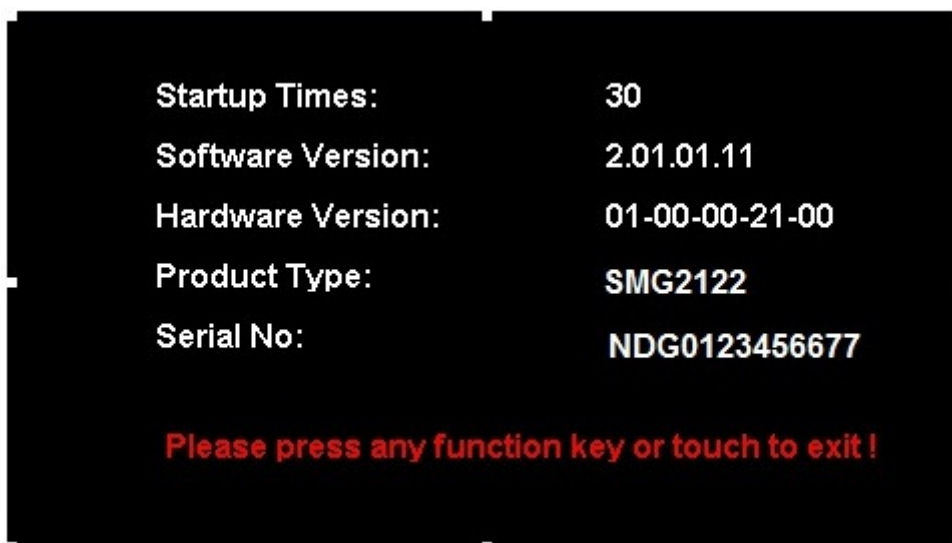 Startup Times: 30
Software Version: 2.01.01.11
Hardware Version: 01-00-00-21-00
Product Type: SMG2122
Serial No: NDG0123456677
Please press any function key or touch to exit !